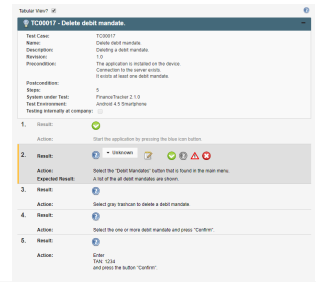 Tabular View?
TC00017 - Delete debit mandate.
Test Case: TC00017
Name: Delete debit mandate.
Description: Deleting a debit mandate.
Revision: 1.0
Precondition: The application is installed on the device.
Connection to the server exists.
It exists at least one debit mandate.
Postcondition:
Steps: 5
System under Test: FinanceTracker 2.1.0
Test Environment: Android 4.5 Smartphone
Testing internally at company:
1. Result:
Action: Start the application by pressing the blue icon button.
2. Result: Unknown
Action: Select the "Debit Mandates" button that is found in the main menu.
Expected Result: A list of the all debit mandates are shown.
3. Result:
Action: Select gray trashcan to delete a debit mandate.
4. Result:
Action: Select the one or more debit mandate and press "Confirm".
5. Result:
Action: Enter
TAN: 1234
and press the button "Confirm".